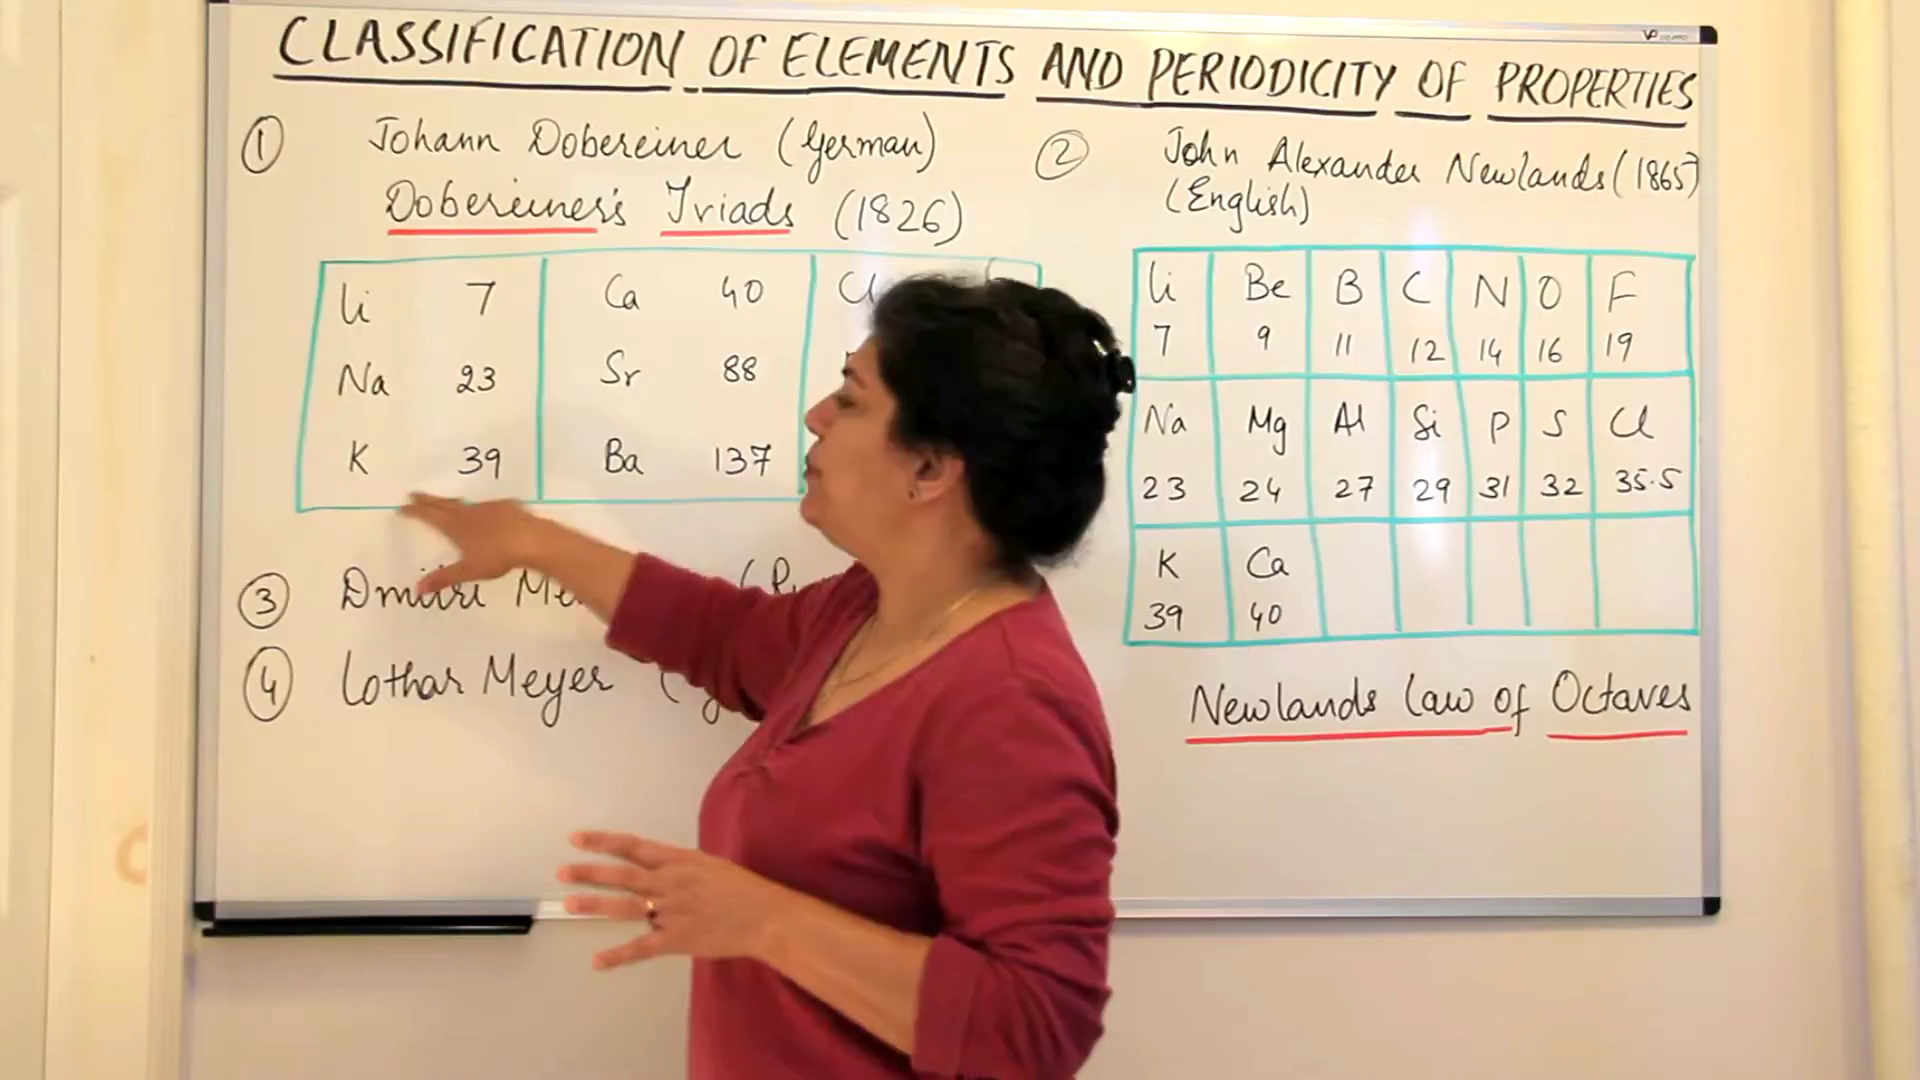 CLASSIFICATION OF ELEMENTS AND PERIODICITY OF PROPERTIES
① Johann Dobereiner (German)
Dobereiner's Triads (1826)
Li 7 Ca 40 Cl
Na 23 Sr 88
K 39 Ba 137
② John Alexander Newlands (1865)
(English)
Li Be B C N O F
7 9 11 12 14 16 19
Na Mg Al Si P S Cl
23 24 27 29 31 32 35.5
K Ca
39 40
Newlands Law of Octaves
③ Dmitri
④ Lothar Meyer